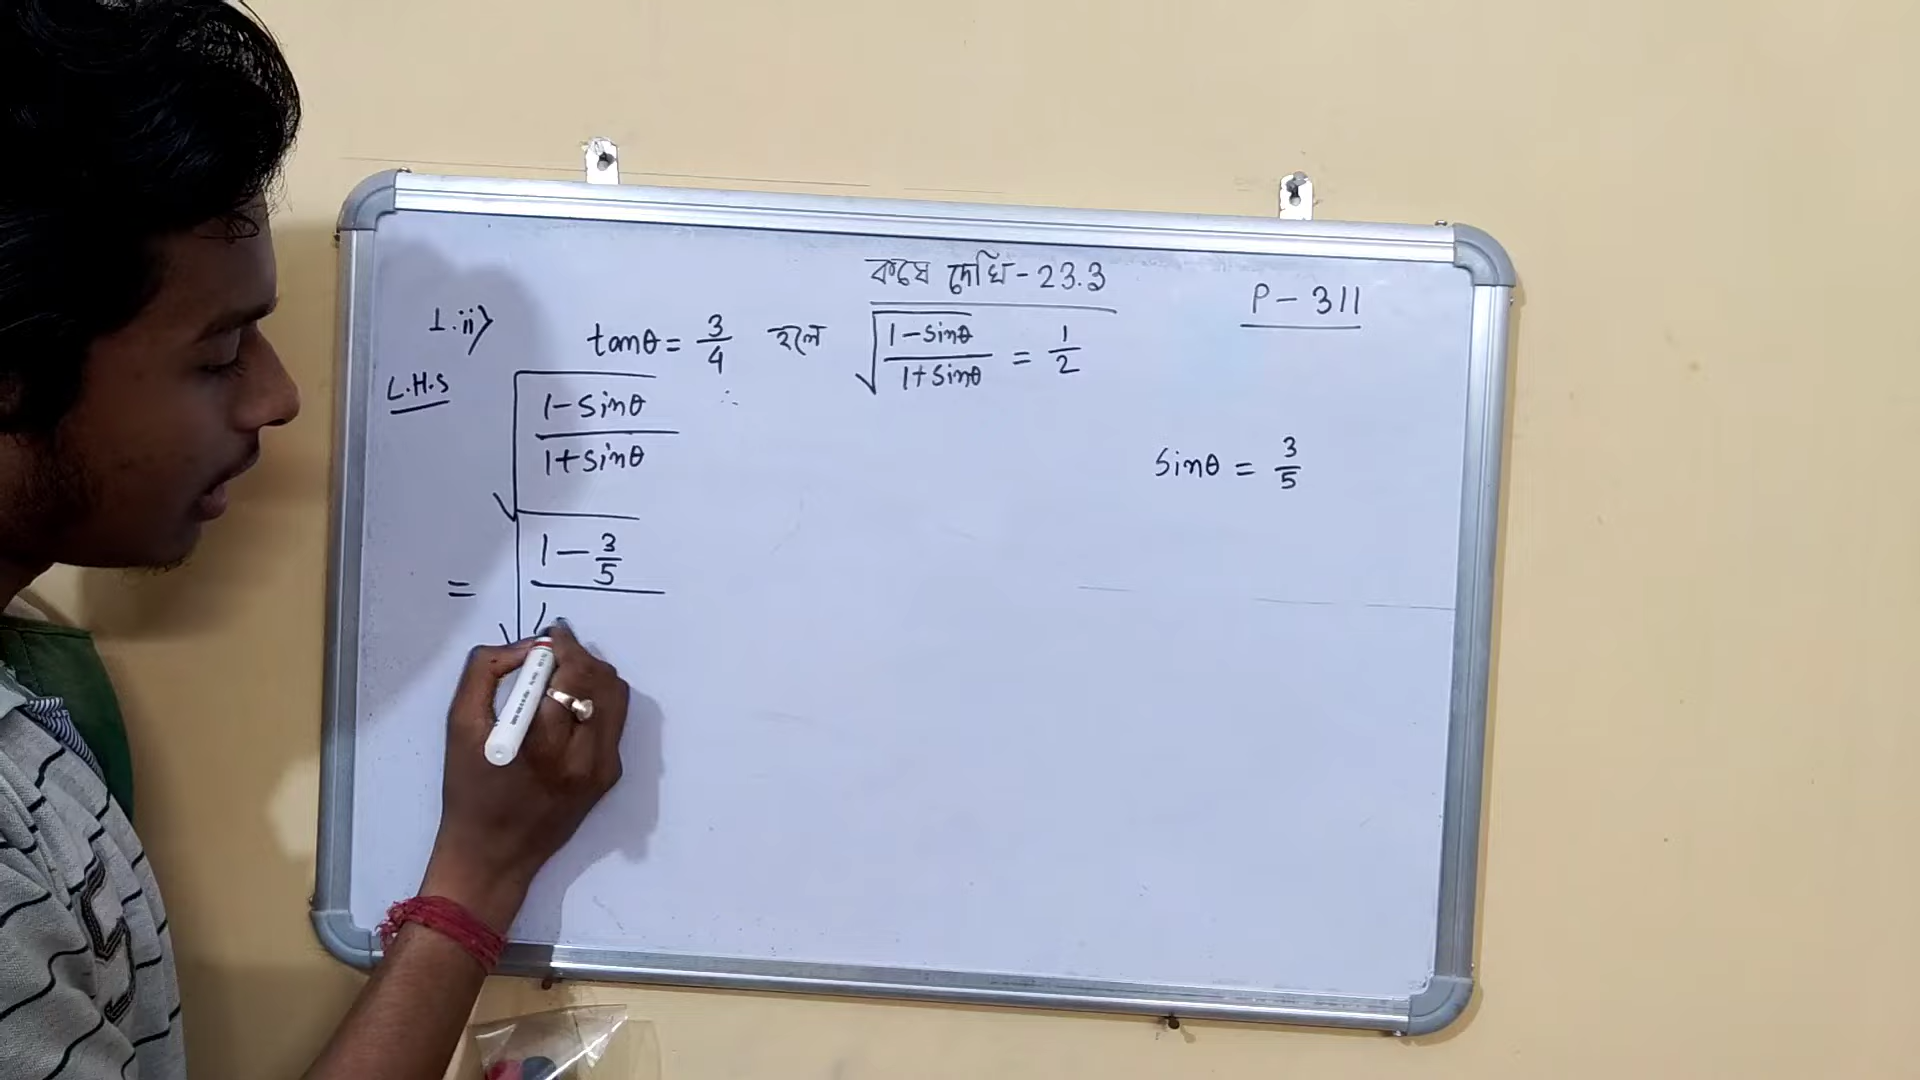 কষে দেখি - 23.3
P - 311
1.ii) tanθ = 3/4 হলে √((1-sinθ)/(1+sinθ)) = 1/2
L.H.S √((1-sinθ)/(1+sinθ))
sinθ = 3/5
= √((1 - 3/5)/(1